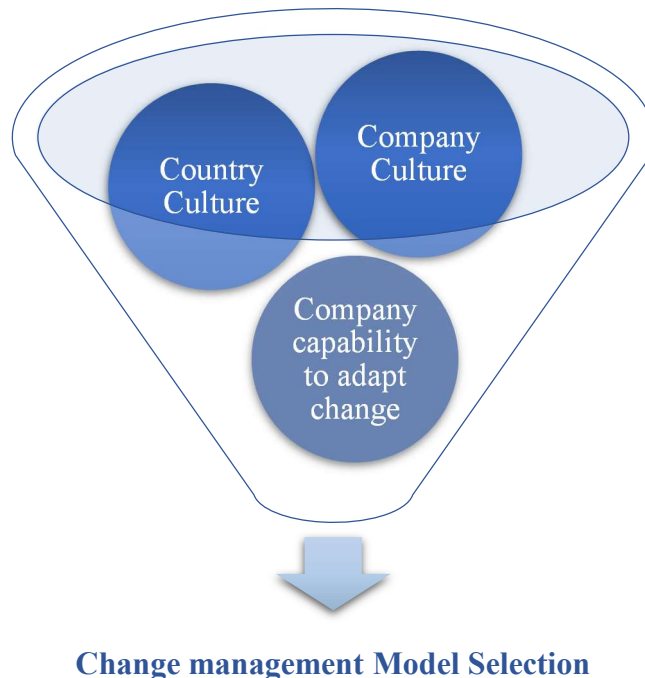 Country
Culture
Company
Culture
Company
capability
to adapt
change
Change management Model Selection